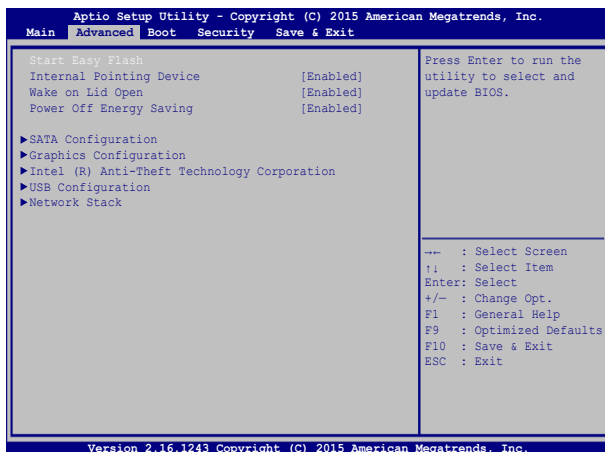 Aptio Setup Utility - Copyright (C) 2015 American Megatrends, Inc.
Main Advanced Boot Security Save & Exit
Start Easy Flash
Internal Pointing Device [Enabled]
Wake on Lid Open [Enabled]
Power Off Energy Saving [Enabled]
▶SATA Configuration
▶Graphics Configuration
▶Intel (R) Anti-Theft Technology Corporation
▶USB Configuration
▶Network Stack
Press Enter to run the
utility to select and
update BIOS.
→← : Select Screen
↑↓ : Select Item
Enter: Select
+/— : Change Opt.
F1 : General Help
F9 : Optimized Defaults
F10 : Save & Exit
ESC : Exit
Version 2.16.1243 Copyright (C) 2015 American Megatrends, Inc.